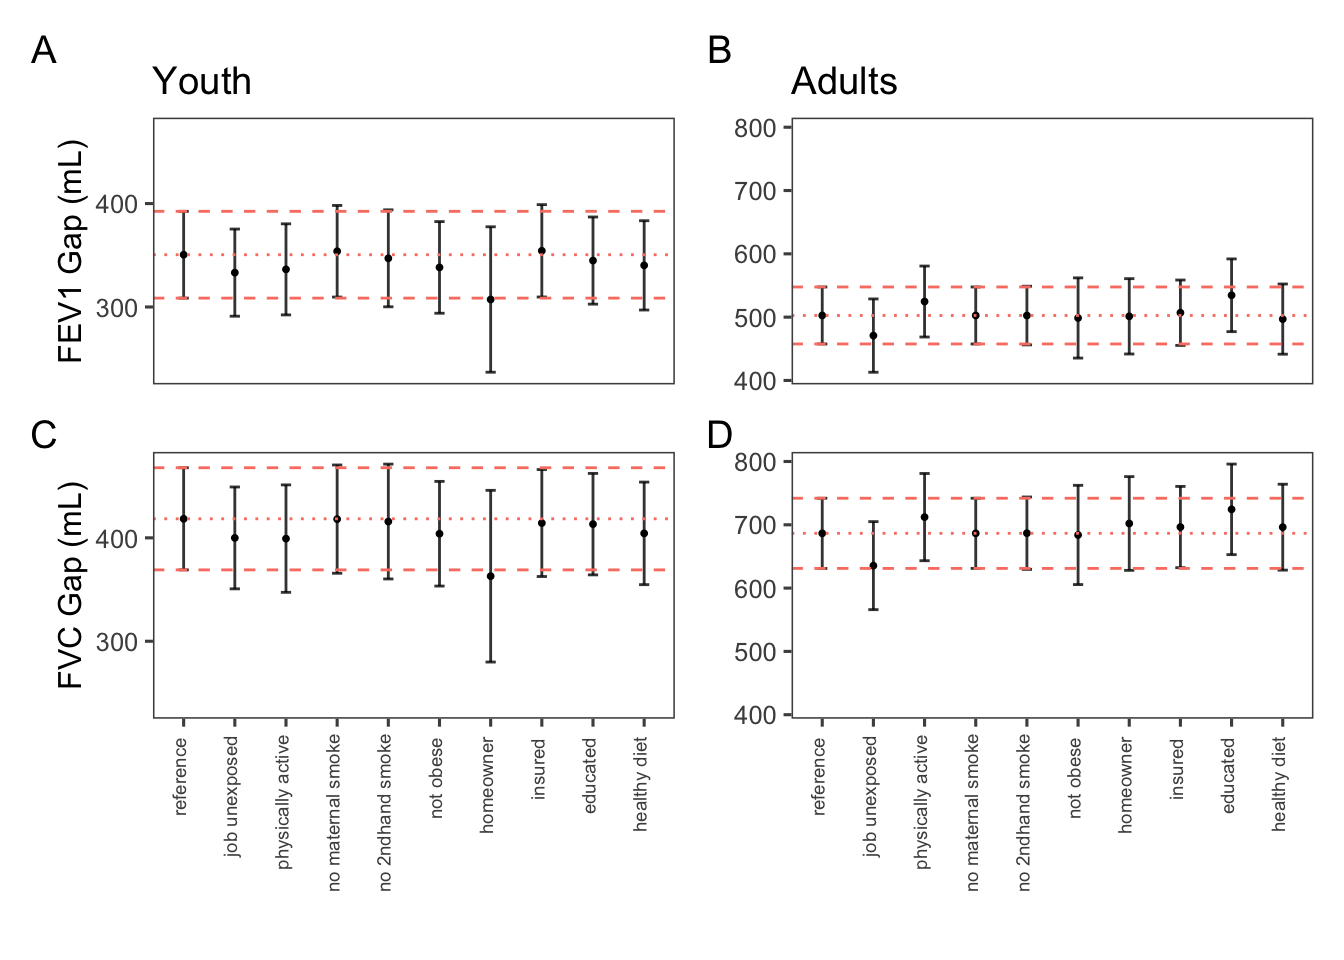 A
Youth
FEV1 Gap (mL)
400
300
B
Adults
800
700
600
500
400
C
FVC Gap (mL)
400
300
reference
job unexposed
physically active
no maternal smoke
no 2ndhand smoke
not obese
homeowner
insured
educated
healthy diet
D
800
700
600
500
400
reference
job unexposed
physically active
no maternal smoke
no 2ndhand smoke
not obese
homeowner
insured
educated
healthy diet